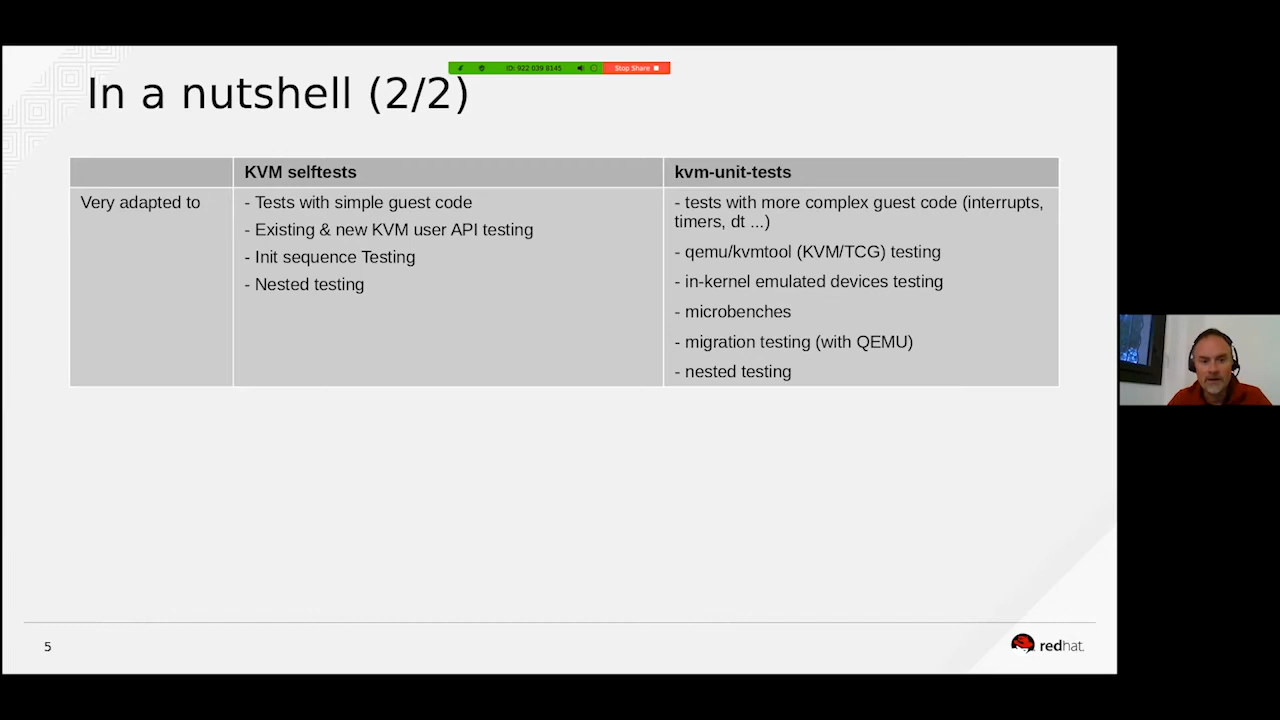 ID: 922 039 8145
Stop Share
In a nutshell (2/2)
KVM selftests
kvm-unit-tests
Very adapted to
- Tests with simple guest code
- Existing & new KVM user API testing
- Init sequence Testing
- Nested testing
- tests with more complex guest code (interrupts,
timers, dt ...)
- qemu/kvmtool (KVM/TCG) testing
- in-kernel emulated devices testing
- microbenches
- migration testing (with QEMU)
- nested testing
5
redhat.